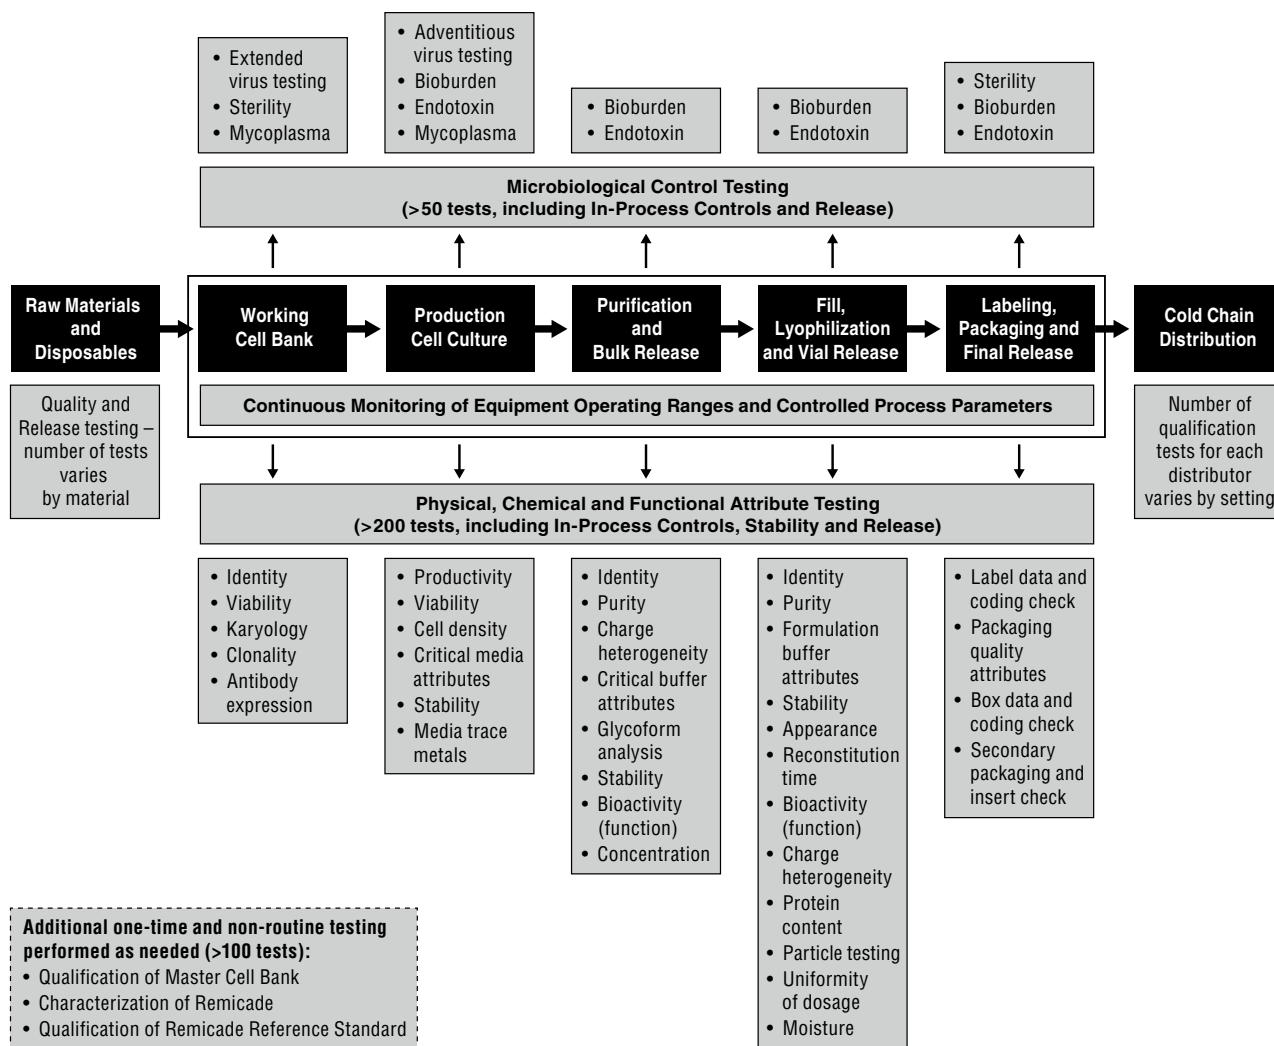 • Extended
virus testing
• Sterility
• Mycoplasma
• Adventitious
virus testing
• Bioburden
• Endotoxin
• Mycoplasma
• Bioburden
• Endotoxin
• Bioburden
• Endotoxin
• Sterility
• Bioburden
• Endotoxin
Microbiological Control Testing
(>50 tests, including In-Process Controls and Release)
Raw Materials
and
Disposables
Working
Cell Bank
Production
Cell Culture
Purification
and
Bulk Release
Fill,
Lyophilization
and Vial Release
Labeling,
Packaging and
Final Release
Cold Chain
Distribution
Quality and
Release testing –
number of tests
varies
by material
Continuous Monitoring of Equipment Operating Ranges and Controlled Process Parameters
Number of
qualification
tests for each
distributor
varies by setting
Physical, Chemical and Functional Attribute Testing
(>200 tests, including In-Process Controls, Stability and Release)
• Identity
• Viability
• Karyology
• Clonality
• Antibody
expression
• Productivity
• Viability
• Cell density
• Critical media
attributes
• Stability
• Media trace
metals
• Identity
• Purity
• Charge
heterogeneity
• Critical buffer
attributes
• Glycoform
analysis
• Stability
• Bioactivity
(function)
• Concentration
• Identity
• Purity
• Formulation
buffer
attributes
• Stability
• Appearance
• Reconstitution
time
• Bioactivity
(function)
• Charge
heterogeneity
• Protein
content
• Particle testing
• Uniformity
of dosage
• Moisture
• Label data and
coding check
• Packaging
quality
attributes
• Box data and
coding check
• Secondary
packaging and
insert check
Additional one-time and non-routine testing
performed as needed (>100 tests):
• Qualification of Master Cell Bank
• Characterization of Remicade
• Qualification of Remicade Reference Standard